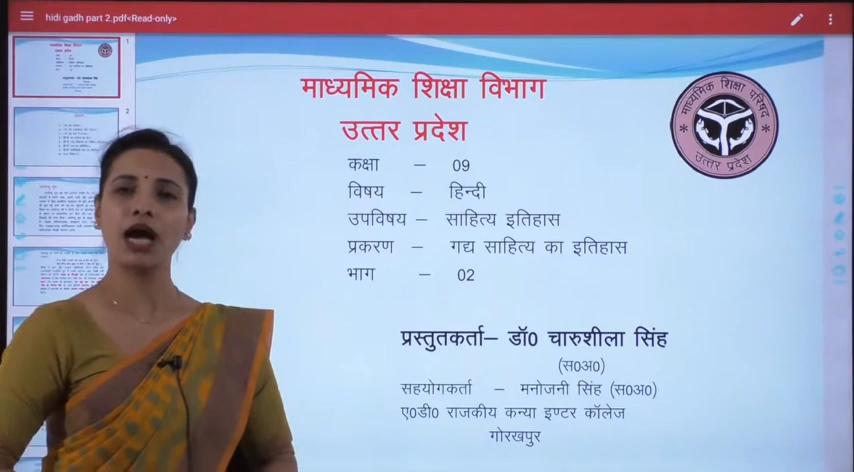 hidi gadh part 2.pdf<Read-only>
1
2
माध्यमिक शिक्षा विभाग
उत्तर प्रदेश
माध्यमिक शिक्षा परिषद
उत्तर प्रदेश
कक्षा – 09
विषय – हिन्दी
उपविषय – साहित्य इतिहास
प्रकरण – गद्य साहित्य का इतिहास
भाग – 02
प्रस्तुतकर्ता– डॉ0 चारुशीला सिंह
(स0अ0)
सहयोगकर्ता – मनोजनी सिंह (स0अ0)
ए0डी0 राजकीय कन्या इण्टर कॉलेज
गोरखपुर